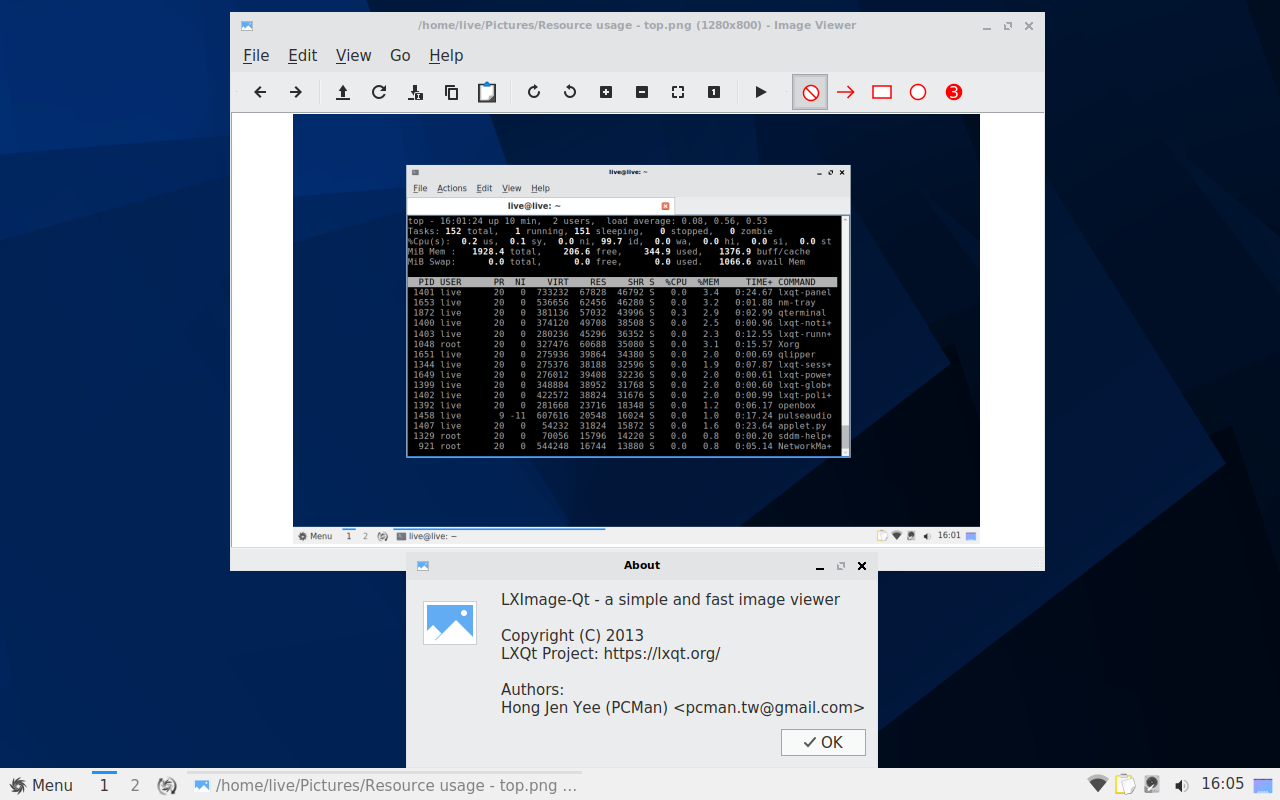 /home/live/Pictures/Resource usage - top.png (1280x800) - Image Viewer
File Edit View Go Help
1 3
live@live: ~
File Actions Edit View Help
live@live: ~
top - 16:01:24 up 10 min,  2 users,  load average: 0.08, 0.56, 0.53
Tasks: 152 total,   1 running, 151 sleeping,   0 stopped,   0 zombie
%Cpu(s):  0.2 us,  0.1 sy,  0.0 ni, 99.7 id,  0.0 wa,  0.0 hi,  0.0 si,  0.0 st
MiB Mem :   1928.4 total,    206.6 free,    344.9 used,   1376.9 buff/cache
MiB Swap:      0.0 total,      0.0 free,      0.0 used.   1066.6 avail Mem
PID USER PR NI VIRT RES SHR S %CPU %MEM TIME+ COMMAND
1401 live 20 0 733232 67828 46792 S 0.0 3.4 0:24.67 lxqt-panel
1653 live 20 0 536656 62456 46280 S 0.0 3.2 0:01.88 nm-tray
1872 live 20 0 381136 57032 43996 S 0.3 2.9 0:02.99 qterminal
1400 live 20 0 374120 49708 38508 S 0.0 2.5 0:00.96 lxqt-noti+
1403 live 20 0 280236 45296 36352 S 0.0 2.3 0:12.55 lxqt-runn+
1048 root 20 0 327476 60688 35080 S 0.0 3.1 0:15.57 Xorg
1651 live 20 0 275936 39864 34380 S 0.0 2.0 0:00.69 qlipper
1344 live 20 0 275376 38188 32596 S 0.0 1.9 0:07.87 lxqt-sess+
1649 live 20 0 276012 39408 32236 S 0.0 2.0 0:00.61 lxqt-powe+
1399 live 20 0 348884 38952 31768 S 0.0 2.0 0:00.60 lxqt-glob+
1402 live 20 0 422572 38824 31676 S 0.0 2.0 0:00.99 lxqt-poli+
1392 live 20 0 281668 23716 18348 S 0.0 1.2 0:06.17 openbox
1458 live 9 -11 607616 20548 16024 S 0.0 1.0 0:17.24 pulseaudio
1407 live 20 0 54232 31824 15872 S 0.0 1.6 0:23.64 applet.py
1329 root 20 0 70056 15796 14220 S 0.0 0.8 0:00.20 sddm-help+
921 root 20 0 544248 16744 13880 S 0.0 0.8 0:05.14 NetworkMa+
Menu 1 2 live@live: ~ 16:01
About
LXImage-Qt - a simple and fast image viewer
Copyright (C) 2013
LXQt Project: https://lxqt.org/
Authors:
Hong Jen Yee (PCMan) <pcman.tw@gmail.com>
OK
Menu 1 2 /home/live/Pictures/Resource usage - top.png ... 16:05